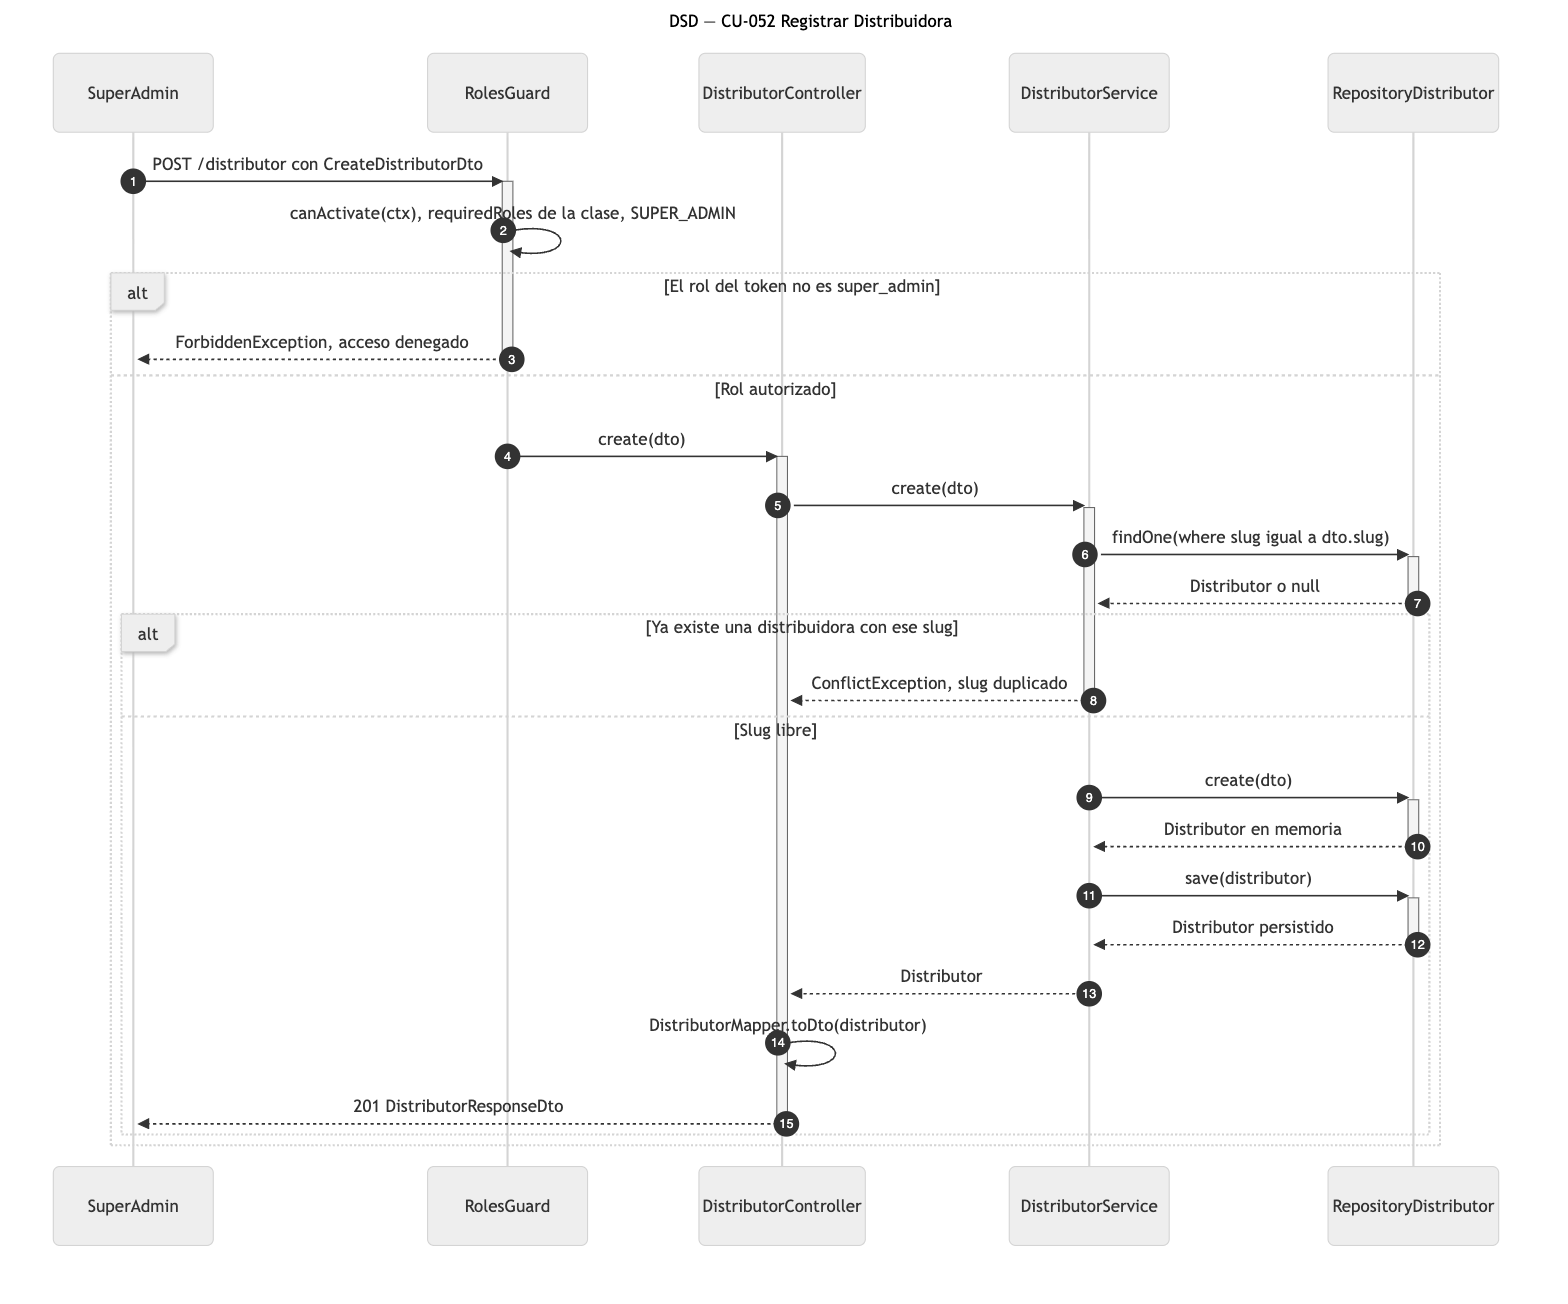 DSD — CU-052 Registrar Distribuidora
SuperAdmin
RolesGuard
DistributorController
DistributorService
RepositoryDistributor
POST /distributor con CreateDistributorDto
1
canActivate(ctx), requiredRoles de la clase, SUPER_ADMIN
2
alt
[El rol del token no es super_admin]
ForbiddenException, acceso denegado
3
[Rol autorizado]
create(dto)
4
create(dto)
5
findOne(where slug igual a dto.slug)
6
Distributor o null
7
alt
[Ya existe una distribuidora con ese slug]
ConflictException, slug duplicado
8
[Slug libre]
create(dto)
9
Distributor en memoria
10
save(distributor)
11
Distributor persistido
12
Distributor
13
DistributorMapper.toDto(distributor)
14
201 DistributorResponseDto
15
SuperAdmin
RolesGuard
DistributorController
DistributorService
RepositoryDistributor